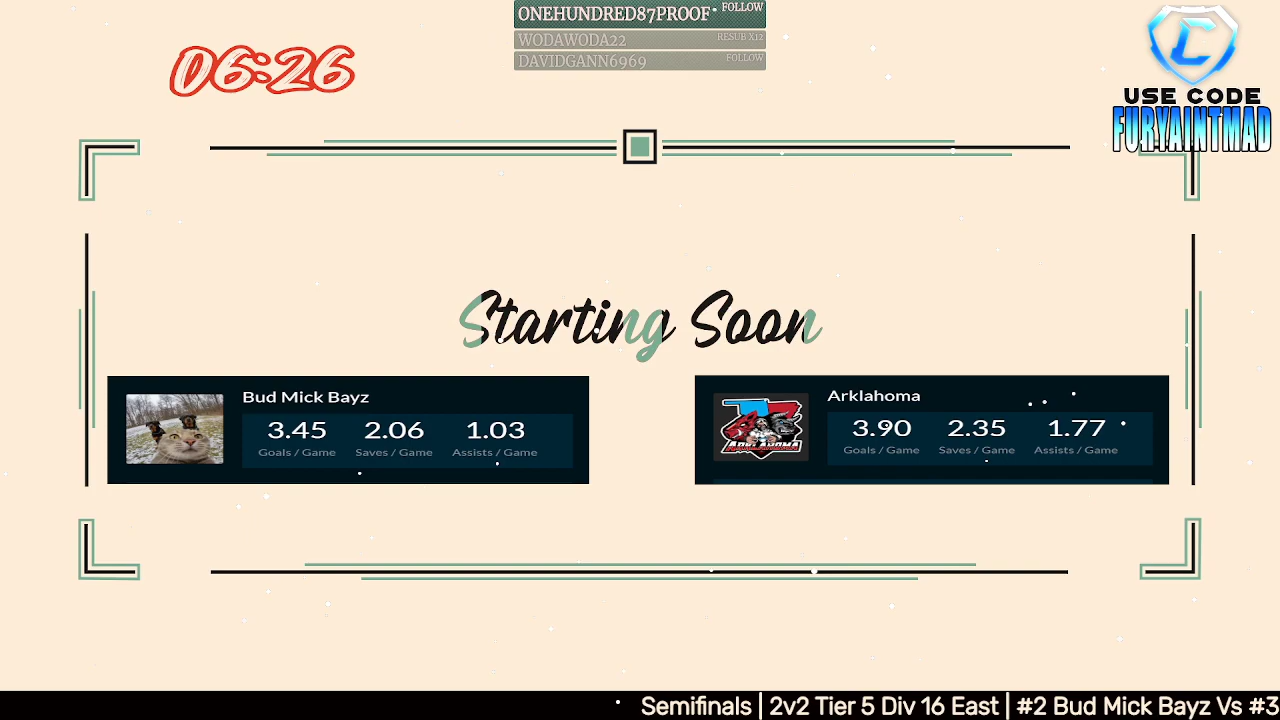 ONEHUNDRED87PROOF FOLLOW
WODAWODA22 RESUB X12
DAVIDGANN6969 FOLLOW
06:26
USE CODE
FURYAINTMAD
Starting Soon
Bud Mick Bayz
3.45 2.06 1.03
Goals / Game Saves / Game Assists / Game
Arklahoma
3.90 2.35 1.77
Goals / Game Saves / Game Assists / Game
ARKLAHOMA
Semifinals | 2v2 Tier 5 Div 16 East | #2 Bud Mick Bayz Vs #3